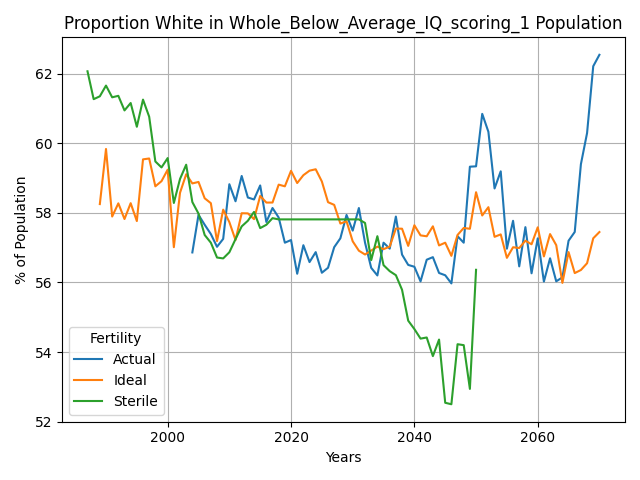 Proportion White in Whole_Below_Average_IQ_scoring_1 Population
% of Population
62
60
58
56
54
52
Fertility
Actual
Ideal
Sterile
2000
2020
2040
2060
Years